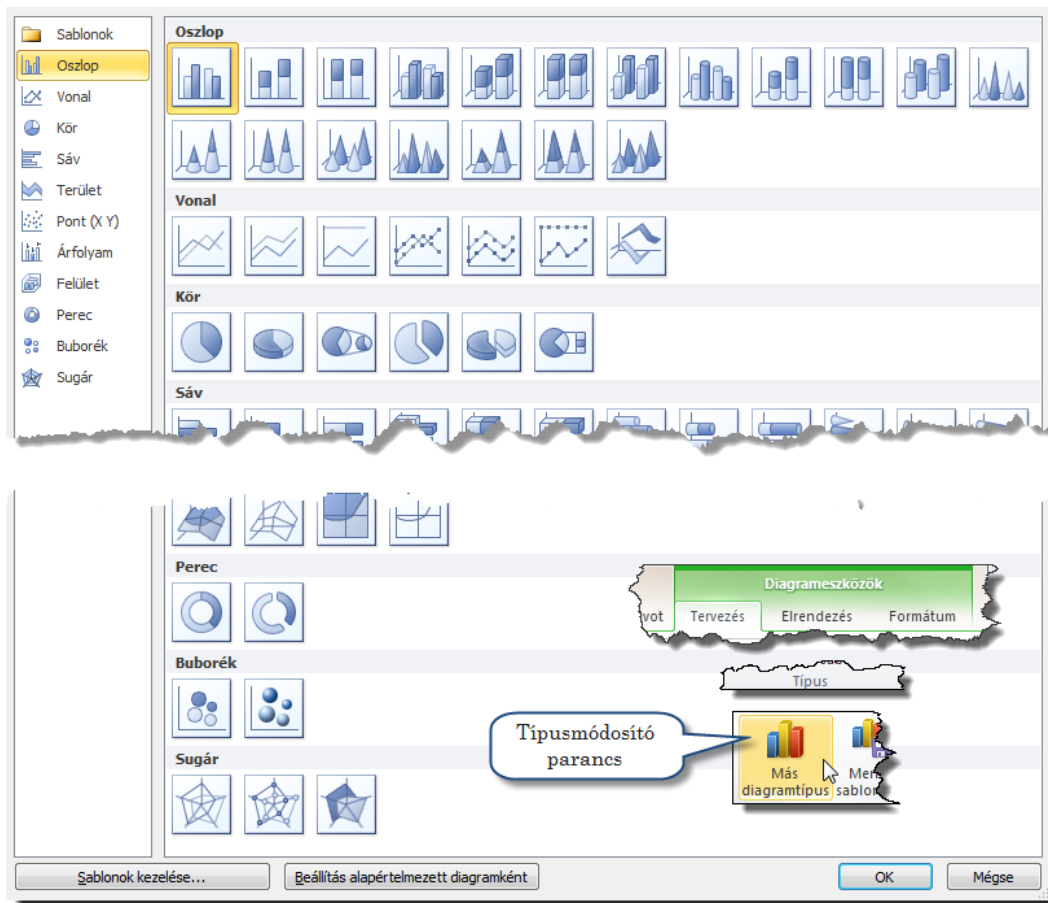 Sablonok
Oszlop
Vonal
Kör
Sáv
Terület
Pont (X Y)
Árfolyam
Felület
Perec
Buborék
Sugár
Oszlop
Vonal
Kör
Sáv
Perec
Buborék
Sugár
Diagrameszközök
vot Tervezés Elrendezés Formátum
Típus
Típusmódosító
parancs
Más
diagramtípus
Men
sablon
Sablonok kezelése...
Beállítás alapértelmezett diagramként
OK
Mégse